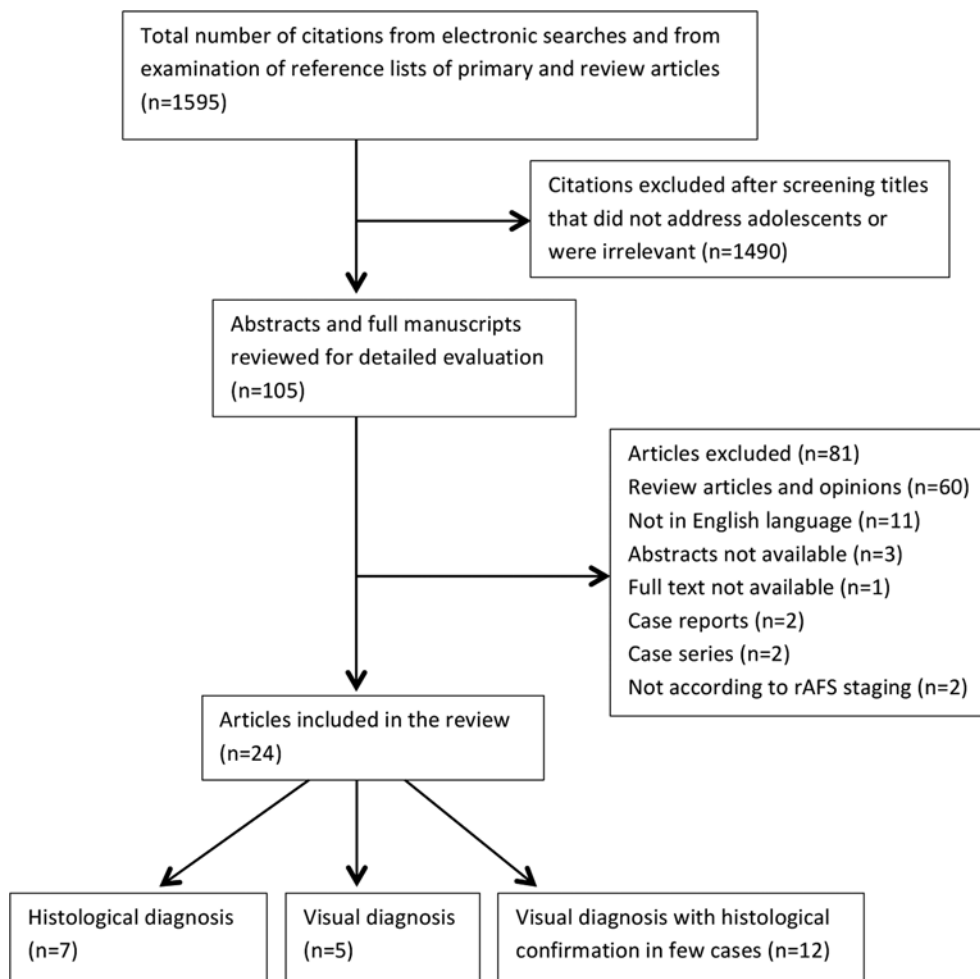 Total number of citations from electronic searches and from
examination of reference lists of primary and review articles
(n=1595)
Citations excluded after screening titles
that did not address adolescents or
were irrelevant (n=1490)
Abstracts and full manuscripts
reviewed for detailed evaluation
(n=105)
Articles excluded (n=81)
Review articles and opinions (n=60)
Not in English language (n=11)
Abstracts not available (n=3)
Full text not available (n=1)
Case reports (n=2)
Case series (n=2)
Not according to rAFS staging (n=2)
Articles included in the review
(n=24)
Histological diagnosis
(n=7)
Visual diagnosis
(n=5)
Visual diagnosis with histological
confirmation in few cases (n=12)